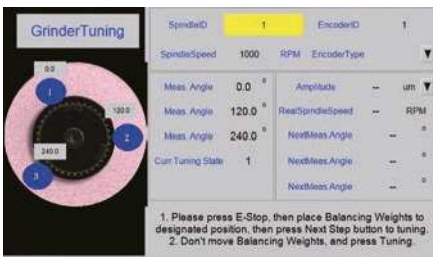 GrinderTuning
SpindleID 1 EncoderID 1
SpindleSpeed 1000 RPM EncoderType
0.0
1
120.0
2
240.0
3
Meas. Angle 0.0 ° Amplitude -- um
Meas. Angle 120.0 ° RealSpindleSpeed -- RPM
Meas. Angle 240.0 ° NextMeas.Angle -- °
Curr Tuning State 1 NextMeas.Angle -- °
NextMeas.Angle -- °
1. Please press E-Stop, then place Balancing Weights to
designated position, then press Next Step button to tuning.
2. Don't move Balancing Weights, and press Tuning.